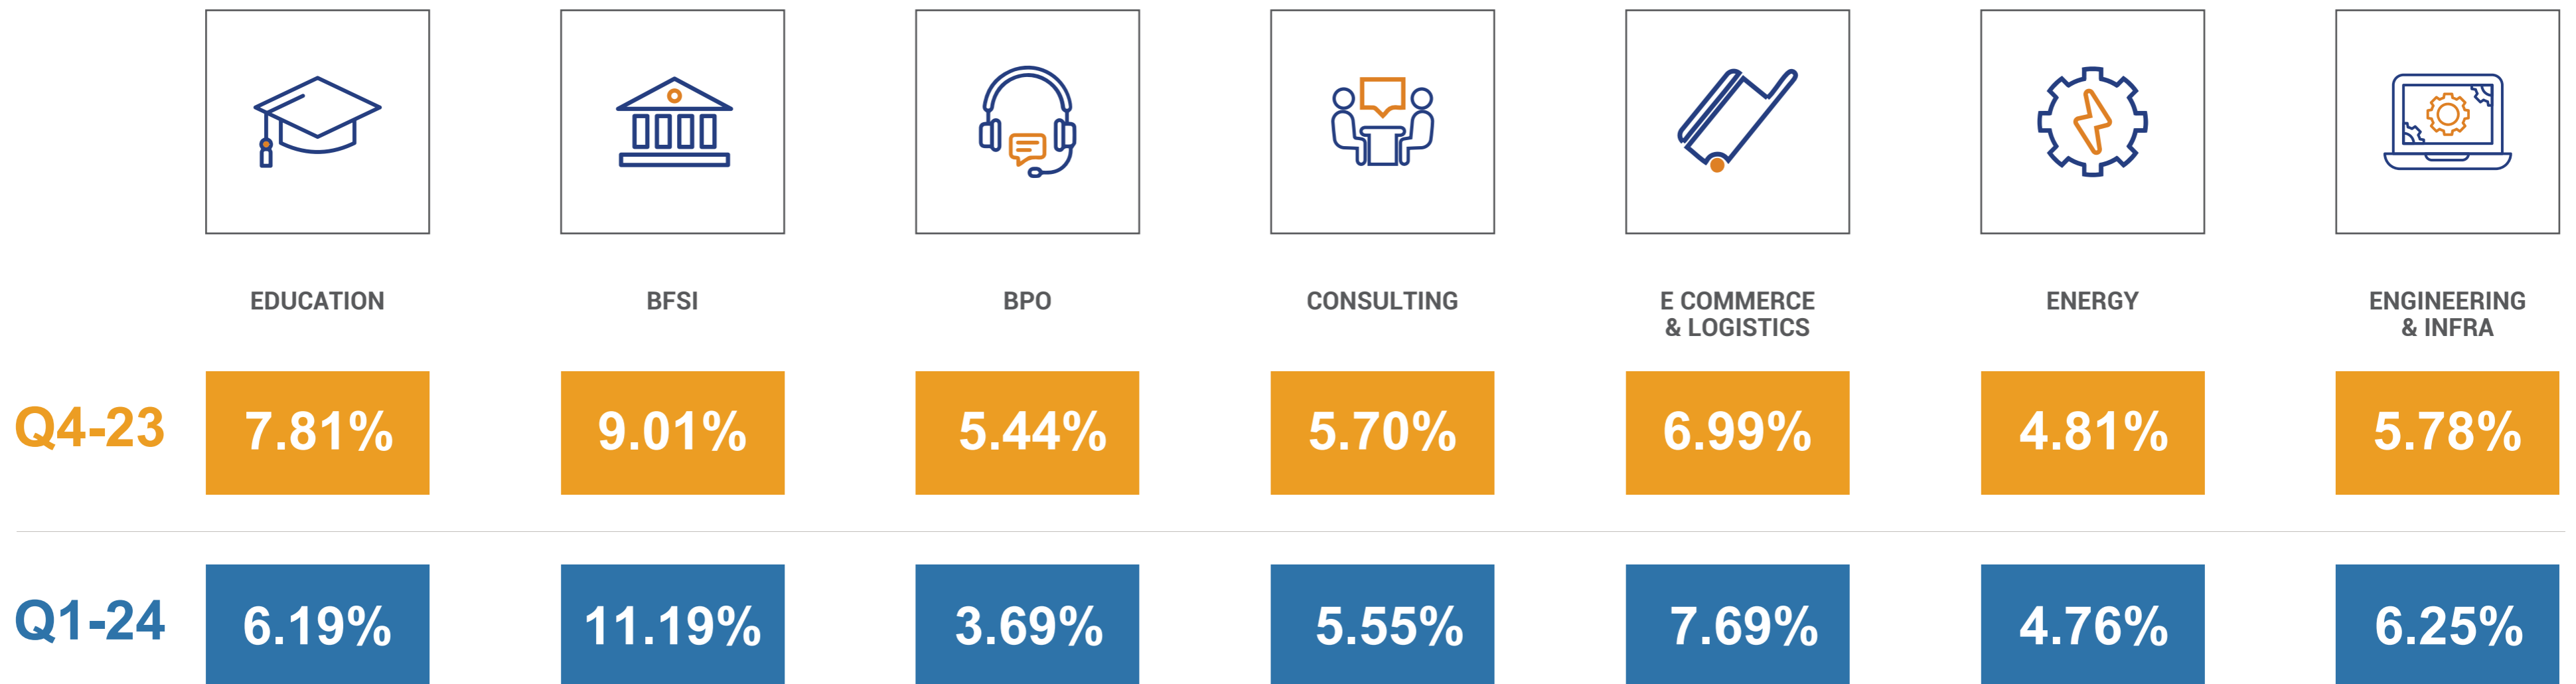 EDUCATION
BFSI
BPO
CONSULTING
E COMMERCE
& LOGISTICS
ENERGY
ENGINEERING
& INFRA
Q4-23
7.81%
9.01%
5.44%
5.70%
6.99%
4.81%
5.78%
Q1-24
6.19%
11.19%
3.69%
5.55%
7.69%
4.76%
6.25%